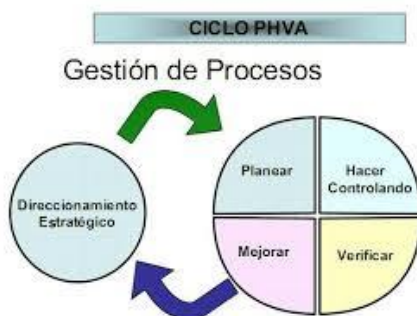 CICLO PHVA
Gestión de Procesos
Direccionamiento
Estratégico
Planear
Hacer
Controlando
Mejorar
Verificar